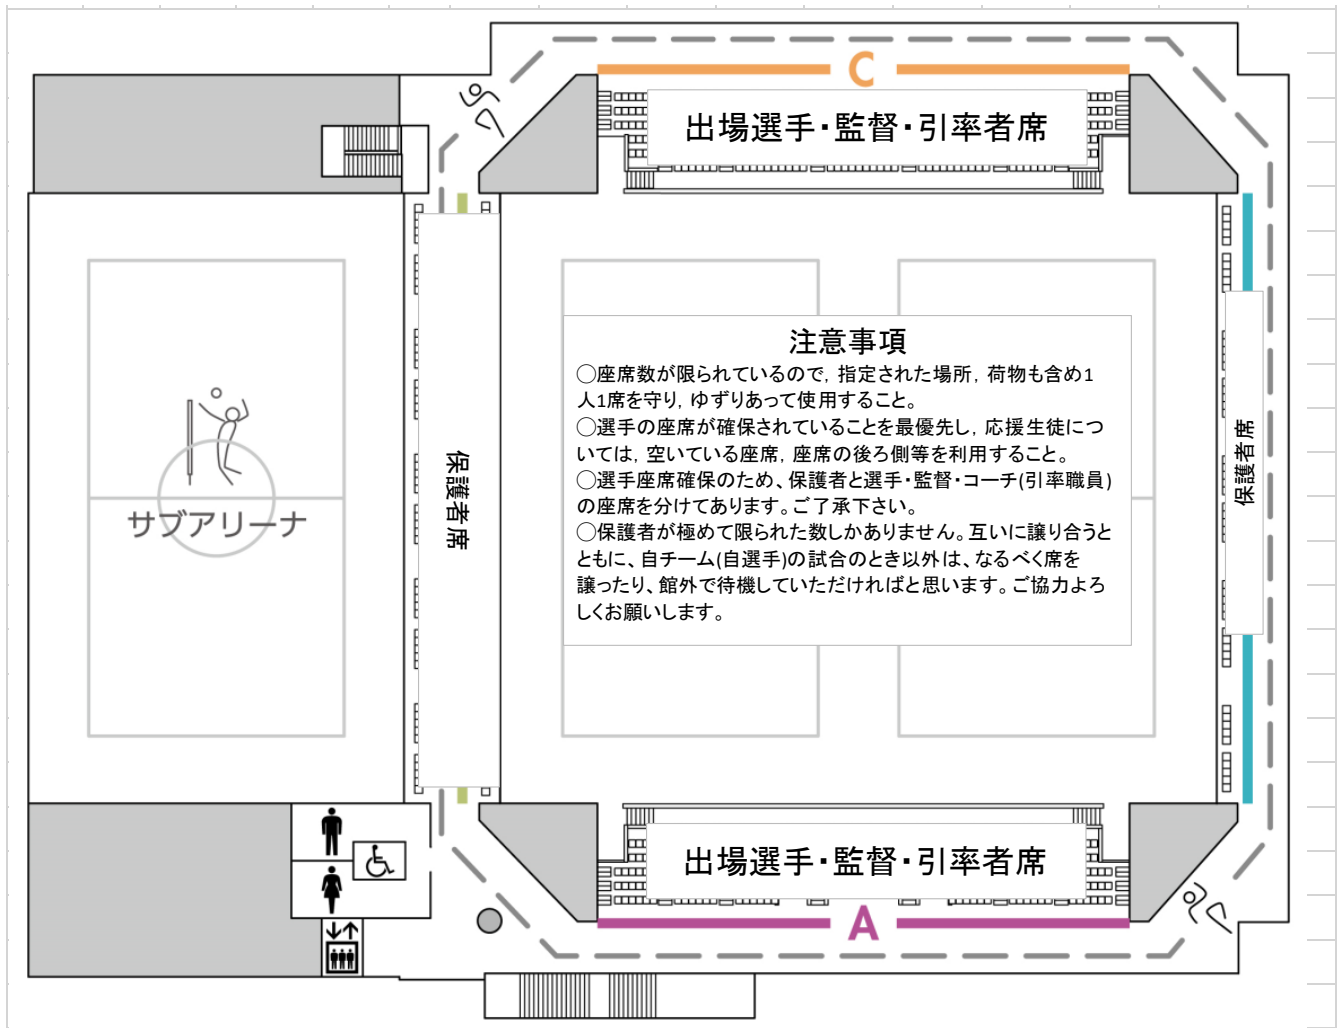 C
出場選手・監督・引率者席
注意事項
○座席数が限られているので, 指定された場所, 荷物も含め1
人1席を守り, ゆずりあって使用すること。
○選手の座席が確保されていることを最優先し, 応援生徒につ
いては, 空いている座席, 座席の後ろ側等を利用すること。
○選手座席確保のため、保護者と選手・監督・コーチ(引率職員)
の座席を分けてあります。ご了承下さい。
○保護者が極めて限られた数しかありません。互いに譲り合うと
ともに、自チーム(自選手)の試合のとき以外は、なるべく席を
譲ったり、館外で待機していただければと思います。ご協力よろ
しくお願いします。
サブアリーナ
保護者席
保護者席
出場選手・監督・引率者席
A